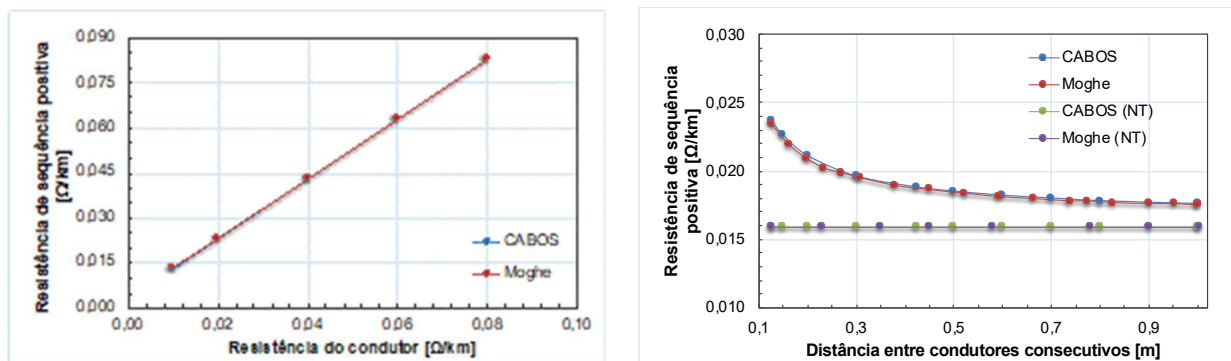 0,090
0,075
0,060
0,045
0,030
0,015
0,000
Resistência de sequência positiva
[Ω/km]
CABOS
Moghe
0,00 0,02 0,04 0,06 0,08 0,10
Resistência do condutor [Ω/km]
0,030
0,025
0,020
0,015
0,010
Resistência de sequência
positiva [Ω/km]
CABOS
Moghe
CABOS (NT)
Moghe (NT)
0,1 0,3 0,5 0,7 0,9
Distância entre condutores consecutivos [m]